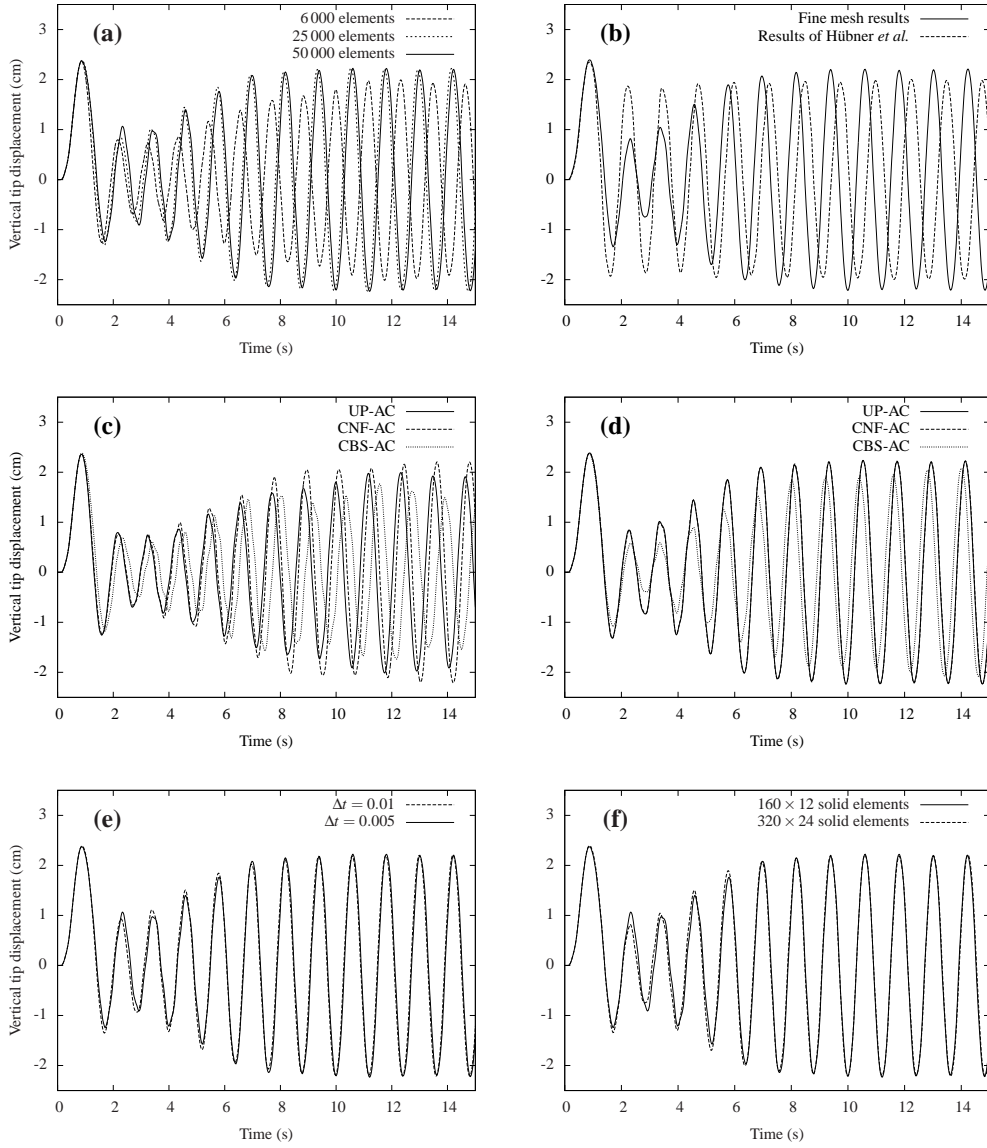 (a)
6 000 elements
25 000 elements
50 000 elements
Vertical tip displacement (cm)
3
2
1
0
-1
-2
0 2 4 6 8 10 12 14
Time (s)
(b)
Fine mesh results
Results of Hübner et al.
3
2
1
0
-1
-2
0 2 4 6 8 10 12 14
Time (s)
(c)
UP-AC
CNF-AC
CBS-AC
Vertical tip displacement (cm)
3
2
1
0
-1
-2
0 2 4 6 8 10 12 14
Time (s)
(d)
UP-AC
CNF-AC
CBS-AC
3
2
1
0
-1
-2
0 2 4 6 8 10 12 14
Time (s)
(e)
Δt = 0.01
Δt = 0.005
Vertical tip displacement (cm)
3
2
1
0
-1
-2
0 2 4 6 8 10 12 14
Time (s)
(f)
160 × 12 solid elements
320 × 24 solid elements
3
2
1
0
-1
-2
0 2 4 6 8 10 12 14
Time (s)